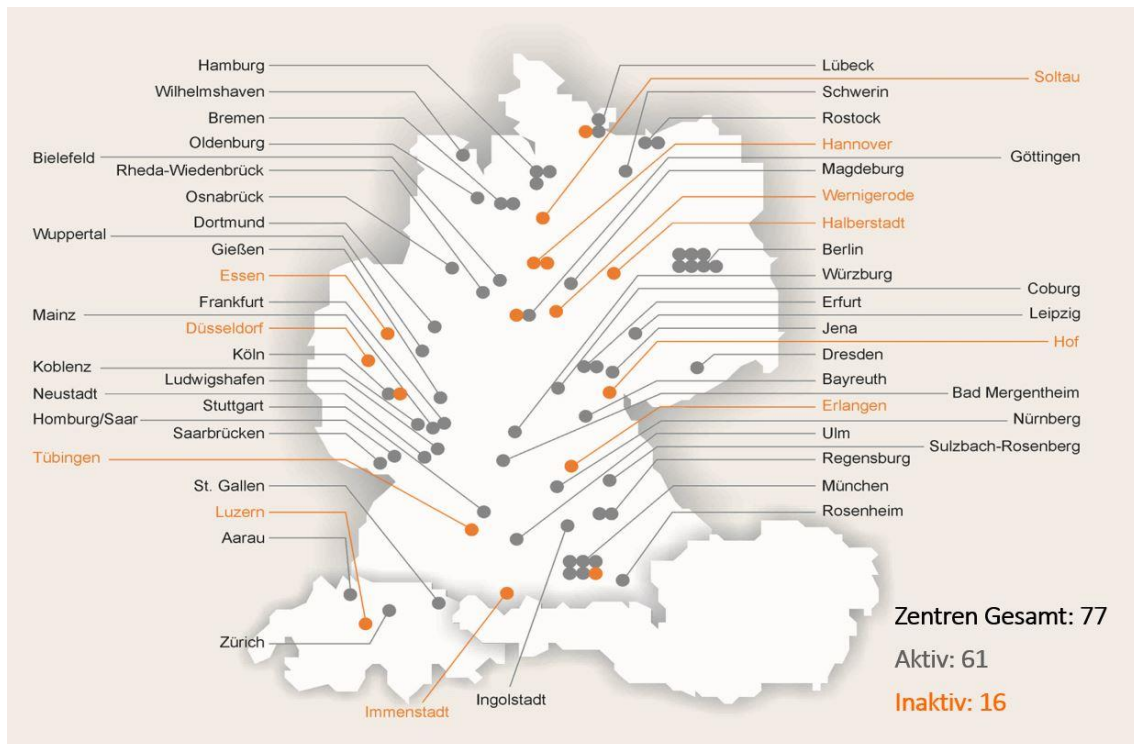 Hamburg
Wilhelmshaven
Bremen
Oldenburg
Bielefeld
Rheda-Wiedenbrück
Osnabrück
Dortmund
Wuppertal
Gießen
Essen
Frankfurt
Mainz
Düsseldorf
Köln
Koblenz
Ludwigshafen
Neustadt
Stuttgart
Homburg/Saar
Saarbrücken
Tübingen
St. Gallen
Luzern
Aarau
Zürich
Immenstadt
Ingolstadt
Lübeck
Soltau
Schwerin
Rostock
Hannover
Göttingen
Magdeburg
Wernigerode
Halberstadt
Berlin
Würzburg
Coburg
Erfurt
Leipzig
Jena
Hof
Dresden
Bayreuth
Bad Mergentheim
Erlangen
Nürnberg
Ulm
Sulzbach-Rosenberg
Regensburg
München
Rosenheim
Zentren Gesamt: 77
Aktiv: 61
Inaktiv: 16